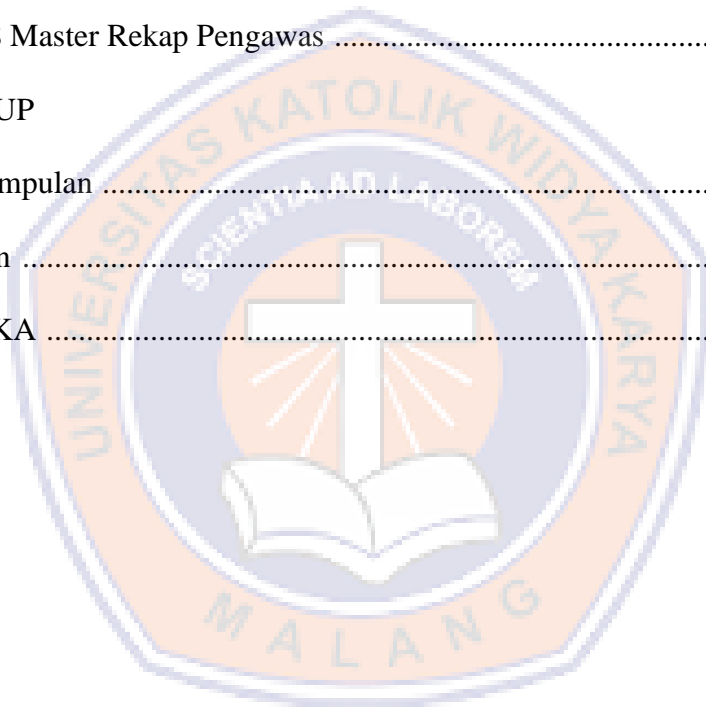 Master Rekap Pengawas ........................................................
UP
mpulan ........................................................................................
n ....................................................................................................
KA ................................................................................................
UNIVERSITAS KATOLIK WIDYA KARYA
SCIENTIA AD LABOREM
MALANG